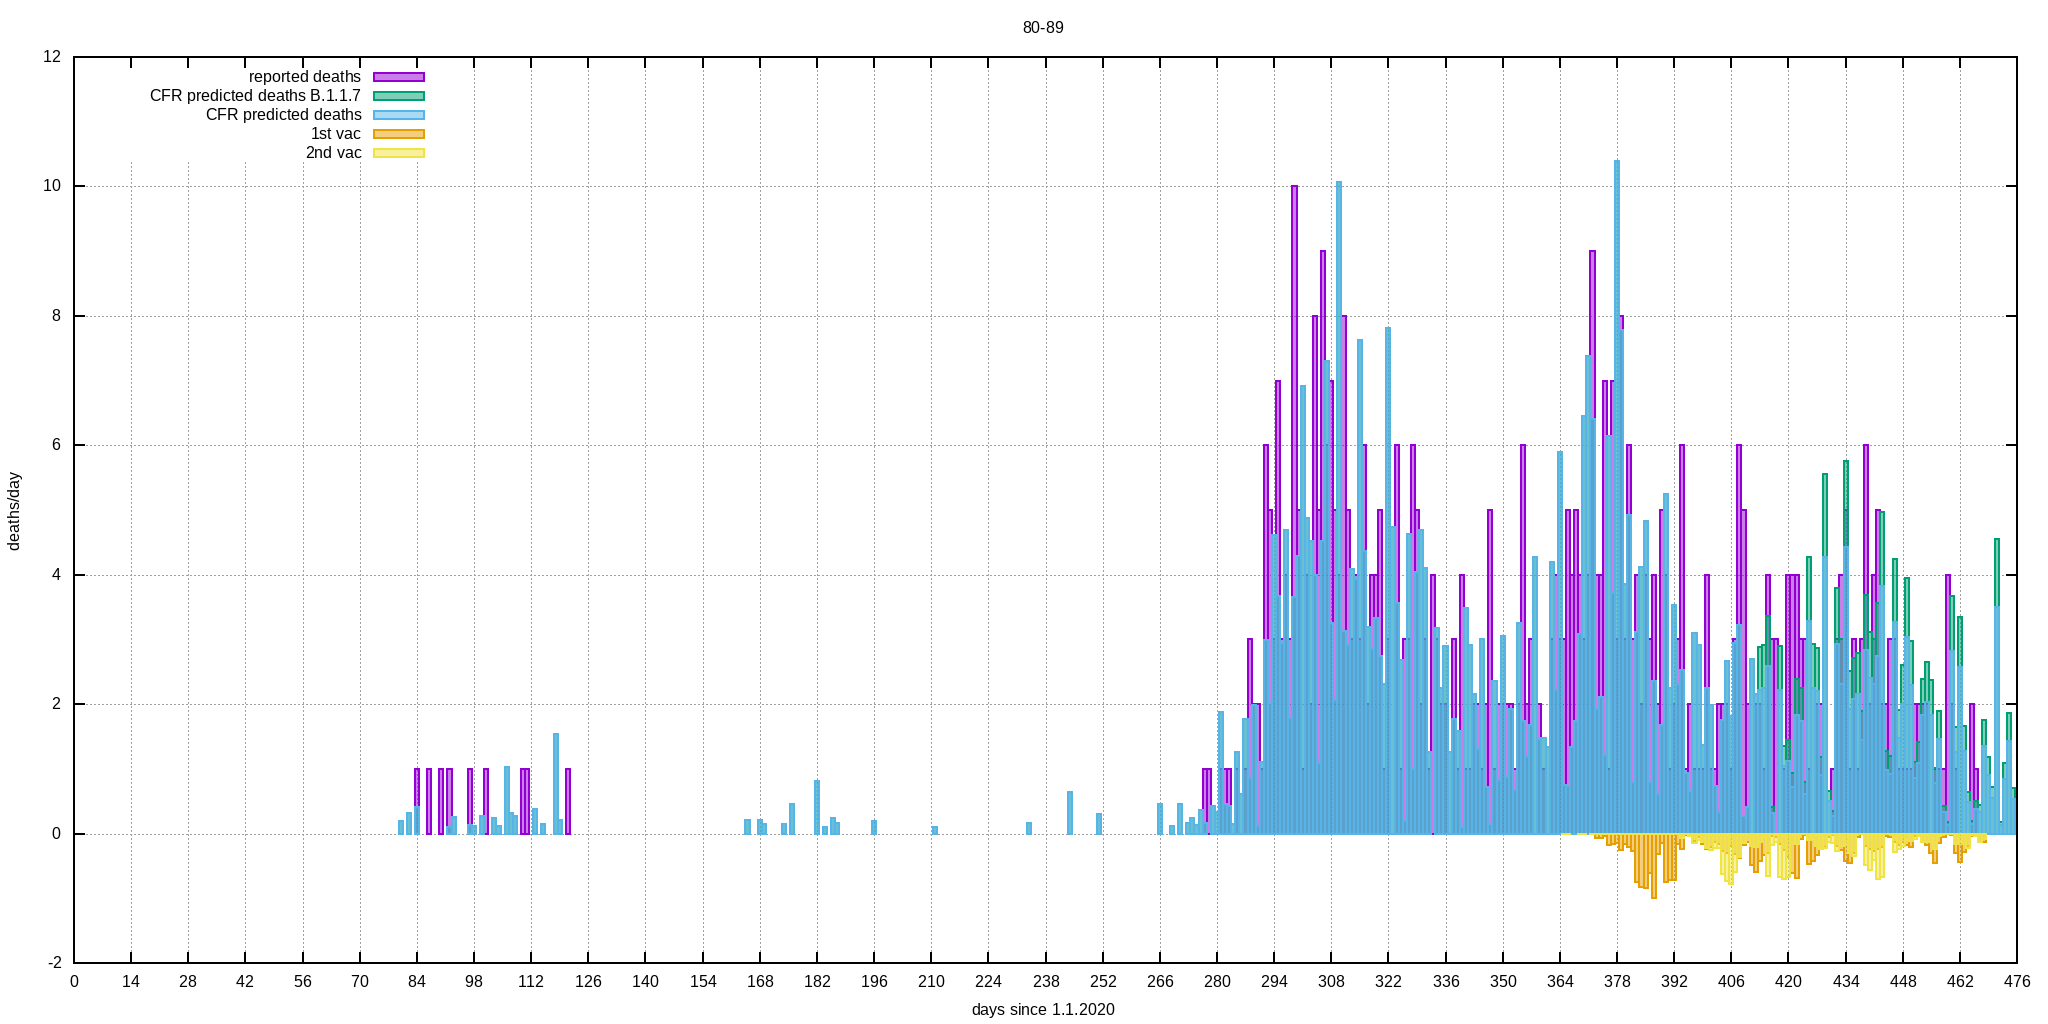 80-89
reported deaths
CFR predicted deaths B.1.1.7
CFR predicted deaths
1st vac
2nd vac
12
10
8
6
4
2
0
-2
deaths/day
0 14 28 42 56 70 84 98 112 126 140 154 168 182 196 210 224 238 252 266 280 294 308 322 336 350 364 378 392 406 420 434 448 462 476
days since 1.1.2020